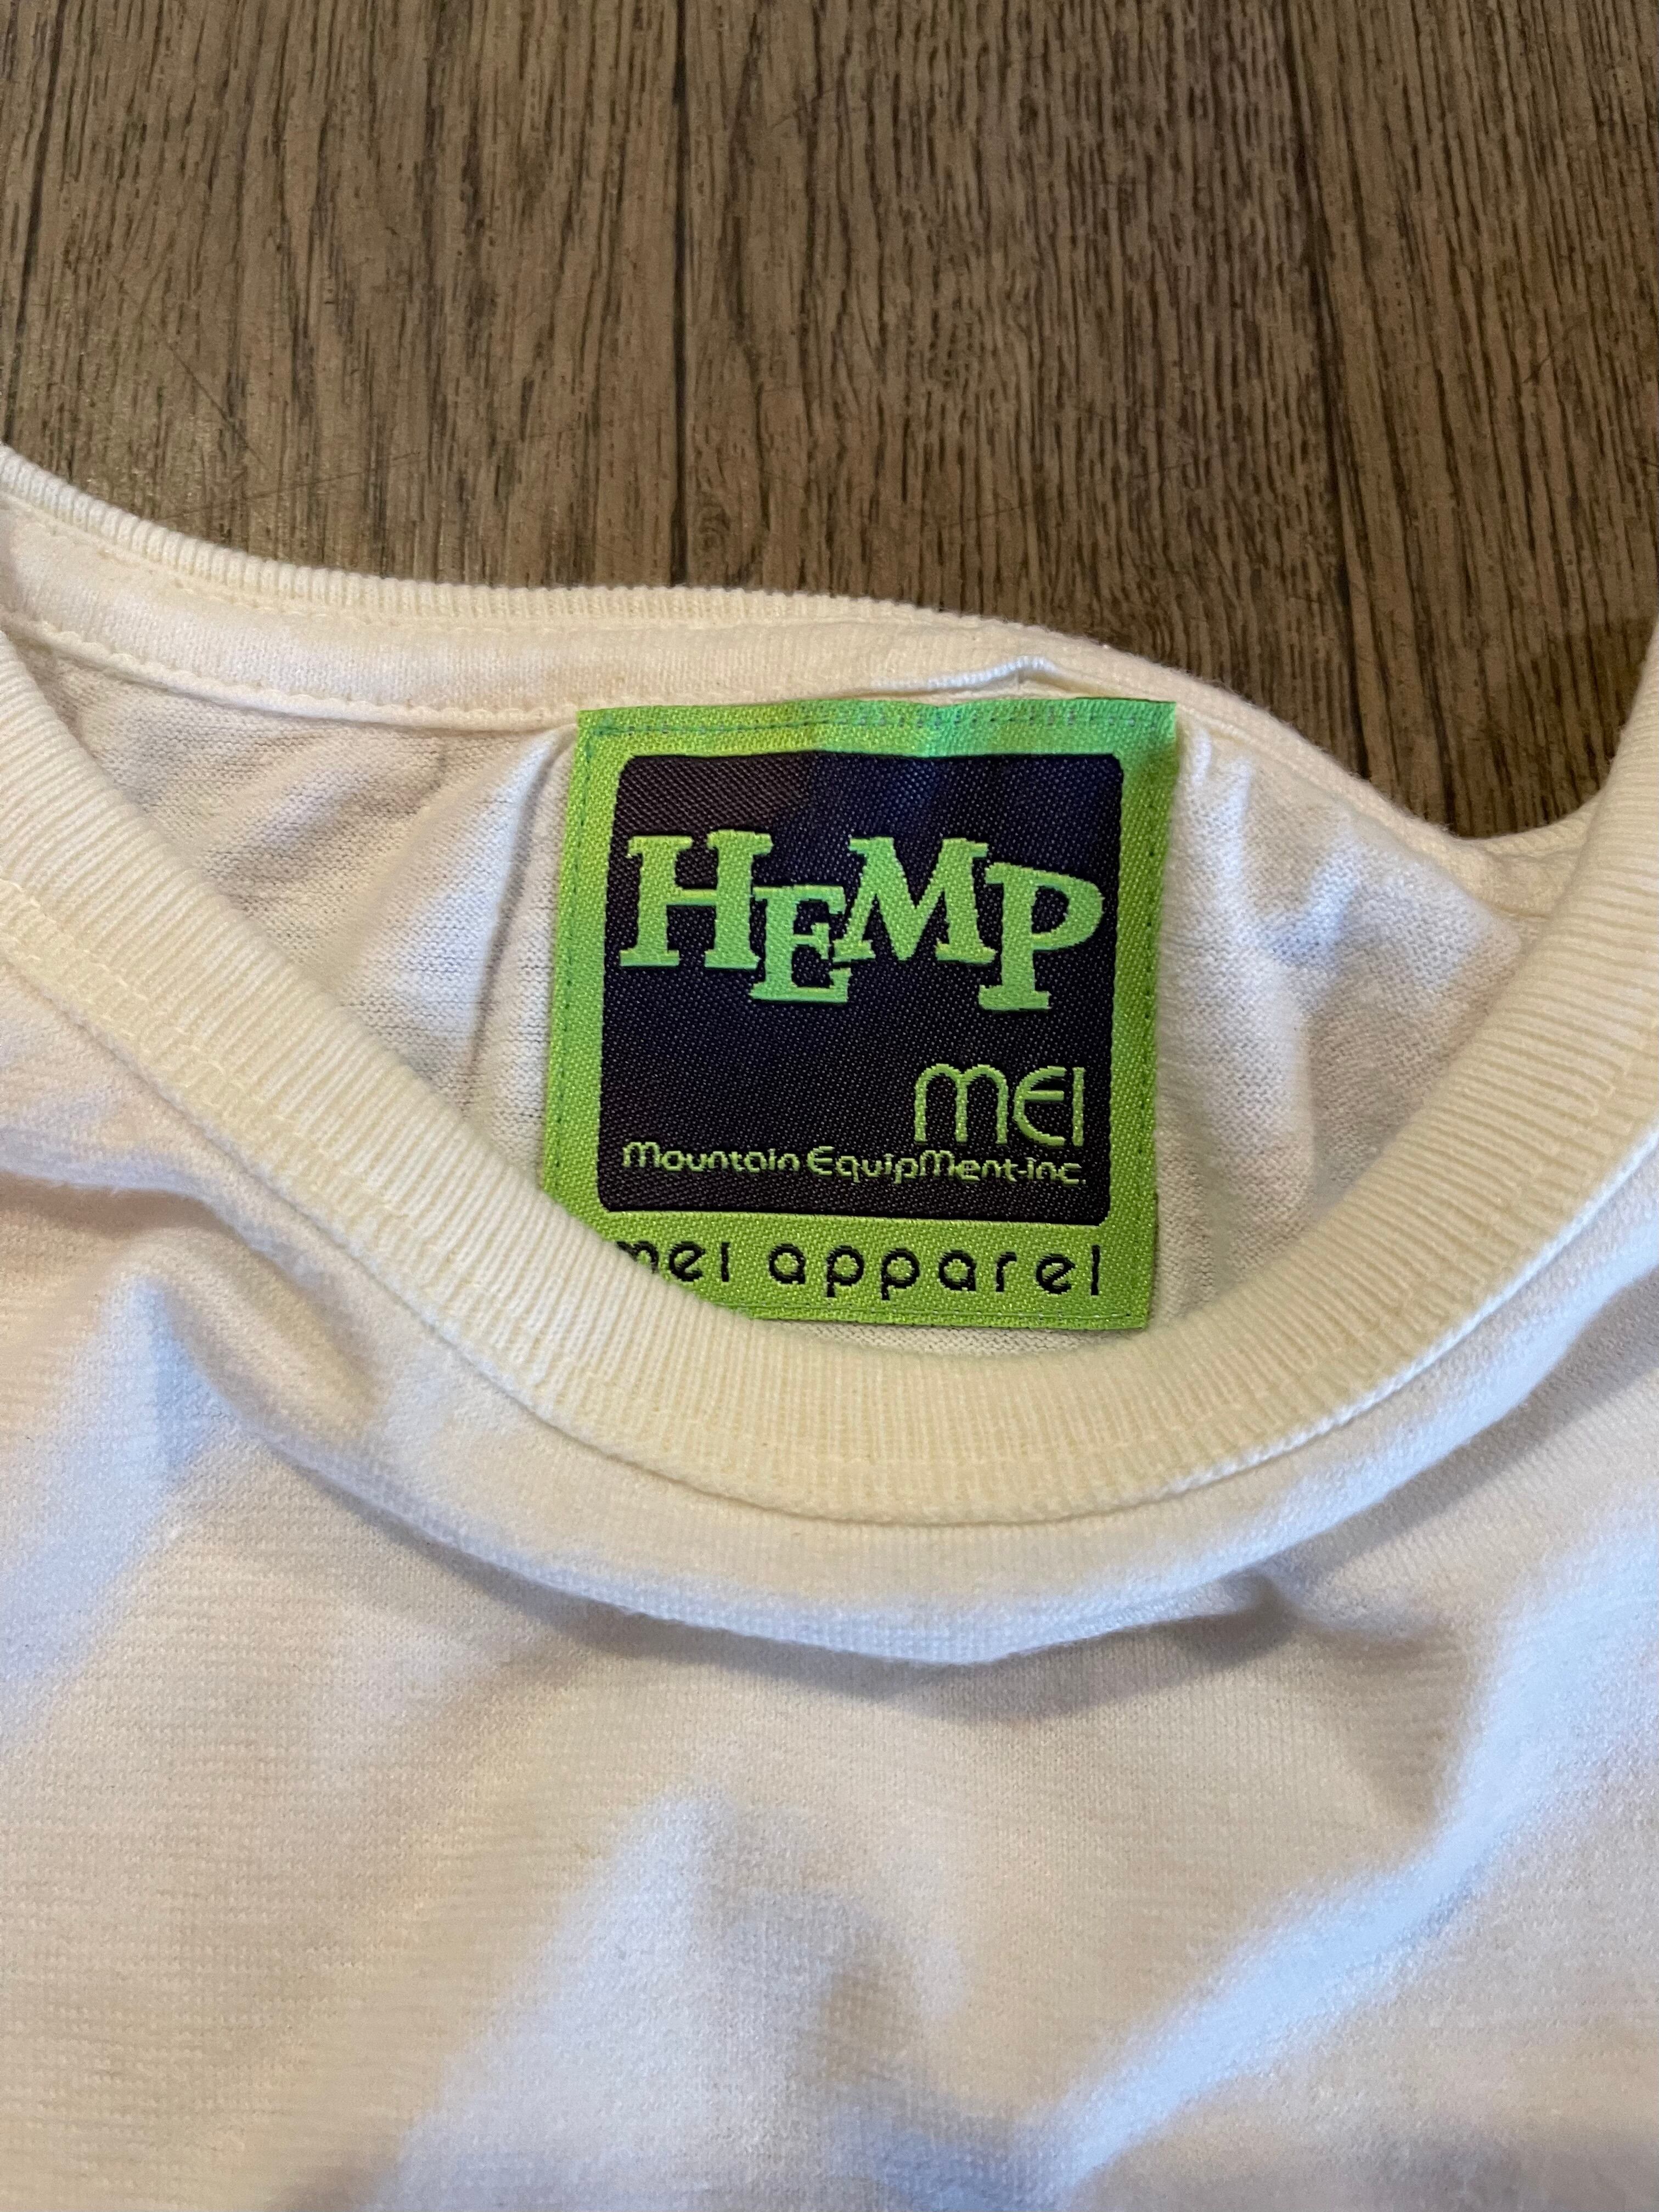 HEMP
MEI
Mountain EquipMent-inc.
mei apparel